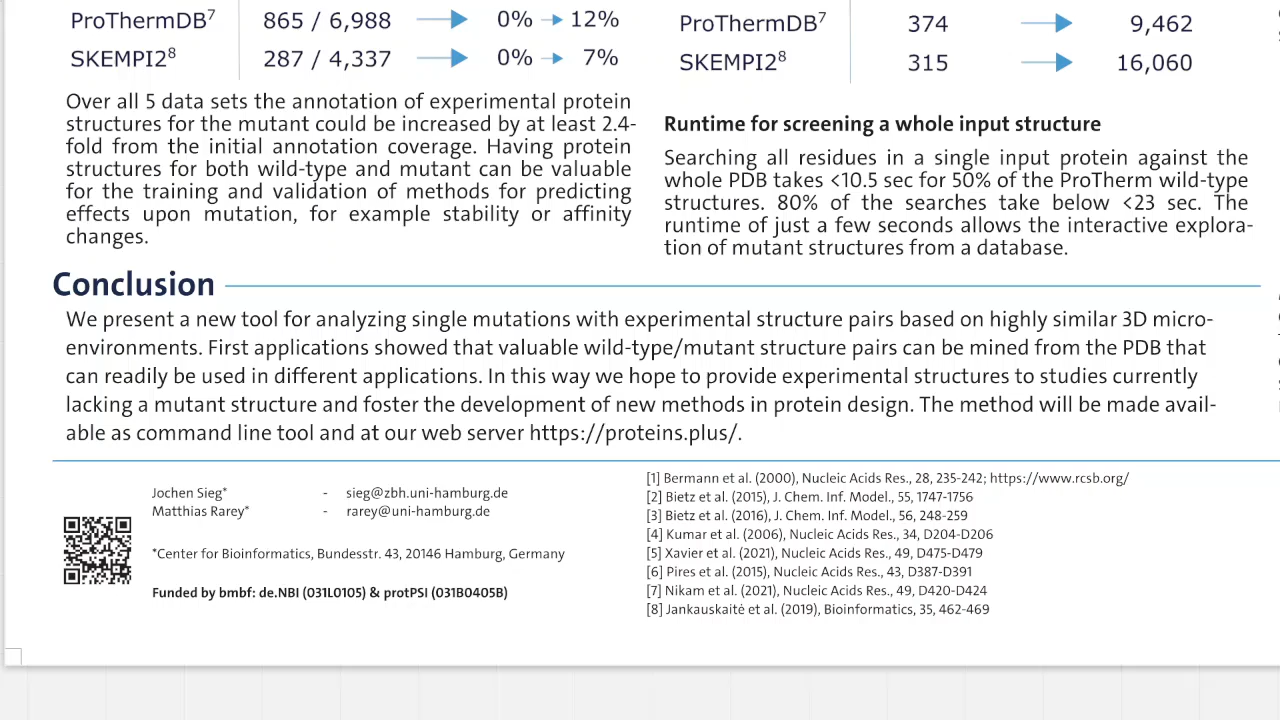 ProThermDB7 865 / 6,988 0% 12%
SKEMPI28 287 / 4,337 0% 7%
Over all 5 data sets the annotation of experimental protein
structures for the mutant could be increased by at least 2.4-
fold from the initial annotation coverage. Having protein
structures for both wild-type and mutant can be valuable
for the training and validation of methods for predicting
effects upon mutation, for example stability or affinity
changes.
ProThermDB7 374 9,462
SKEMPI28 315 16,060
Runtime for screening a whole input structure
Searching all residues in a single input protein against the
whole PDB takes <10.5 sec for 50% of the ProTherm wild-type
structures. 80% of the searches take below <23 sec. The
runtime of just a few seconds allows the interactive explora-
tion of mutant structures from a database.
Conclusion
We present a new tool for analyzing single mutations with experimental structure pairs based on highly similar 3D micro-
environments. First applications showed that valuable wild-type/mutant structure pairs can be mined from the PDB that
can readily be used in different applications. In this way we hope to provide experimental structures to studies currently
lacking a mutant structure and foster the development of new methods in protein design. The method will be made avail-
able as command line tool and at our web server https://proteins.plus/.
Jochen Sieg* - sieg@zbh.uni-hamburg.de
Matthias Rarey* - rarey@uni-hamburg.de
*Center for Bioinformatics, Bundesstr. 43, 20146 Hamburg, Germany
Funded by bmbf: de.NBI (031L0105) & protPSI (031B0405B)
[1] Bermann et al. (2000), Nucleic Acids Res., 28, 235-242; https://www.rcsb.org/
[2] Bietz et al. (2015), J. Chem. Inf. Model., 55, 1747-1756
[3] Bietz et al. (2016), J. Chem. Inf. Model., 56, 248-259
[4] Kumar et al. (2006), Nucleic Acids Res., 34, D204-D206
[5] Xavier et al. (2021), Nucleic Acids Res., 49, D475-D479
[6] Pires et al. (2015), Nucleic Acids Res., 43, D387-D391
[7] Nikam et al. (2021), Nucleic Acids Res., 49, D420-D424
[8] Jankauskaitė et al. (2019), Bioinformatics, 35, 462-469